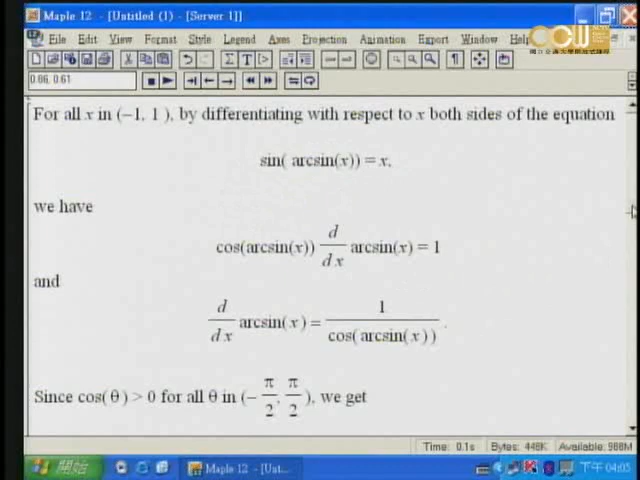 Maple 12 - [Untitled (1) - [Server 1]]
File Edit View Format Style Legend Axes Projection Animation Export Window Help
0.86, 0.61
For all x in (−1, 1 ), by differentiating with respect to x both sides of the equation
sin( arcsin(x)) = x,
we have
cos(arcsin(x)) d/dx arcsin(x) = 1
and
d/dx arcsin(x) = 1/cos(arcsin(x)) .
Since cos(θ) > 0 for all θ in (−π/2, π/2), we get
Time: 0.1s Bytes: 448K Available: 988M
開始 Maple 12 - [Unt... 下午 04:05